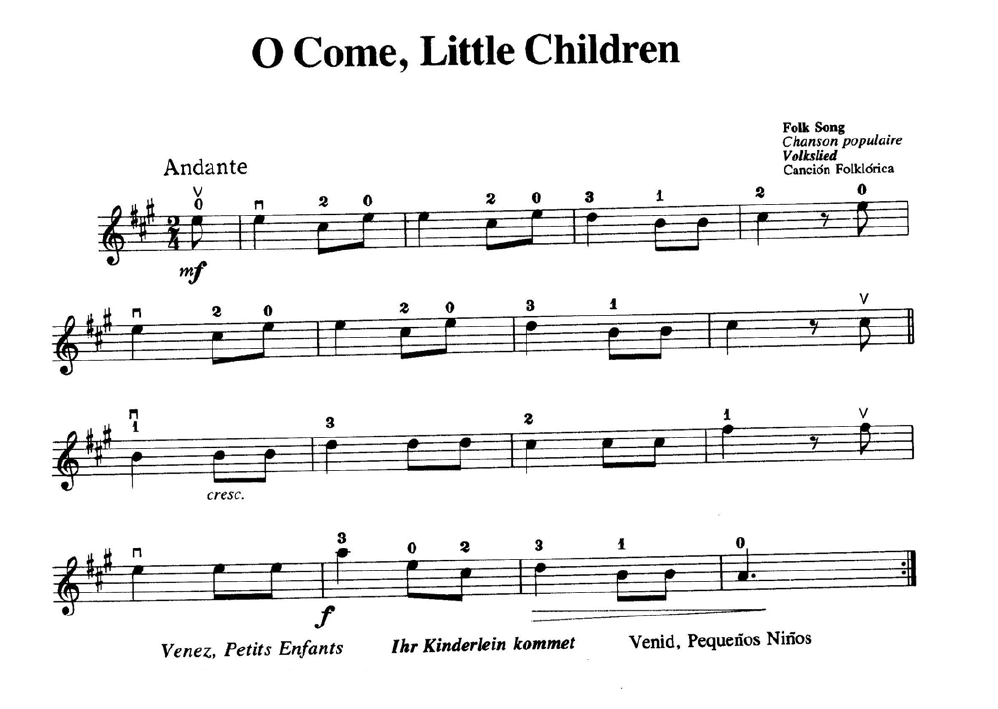 O Come, Little Children
Folk Song
Chanson populaire
Volkslied
Canción Folklórica
Andante
V
0 2 0 2 0 3 1 2 0
2
4
mf
V
2 0 2 0 3 1
V
1 3 2 1
cresc.
3 0 2 3 1 0
f
Venez, Petits Enfants Ihr Kinderlein kommet Venid, Pequeños Niños